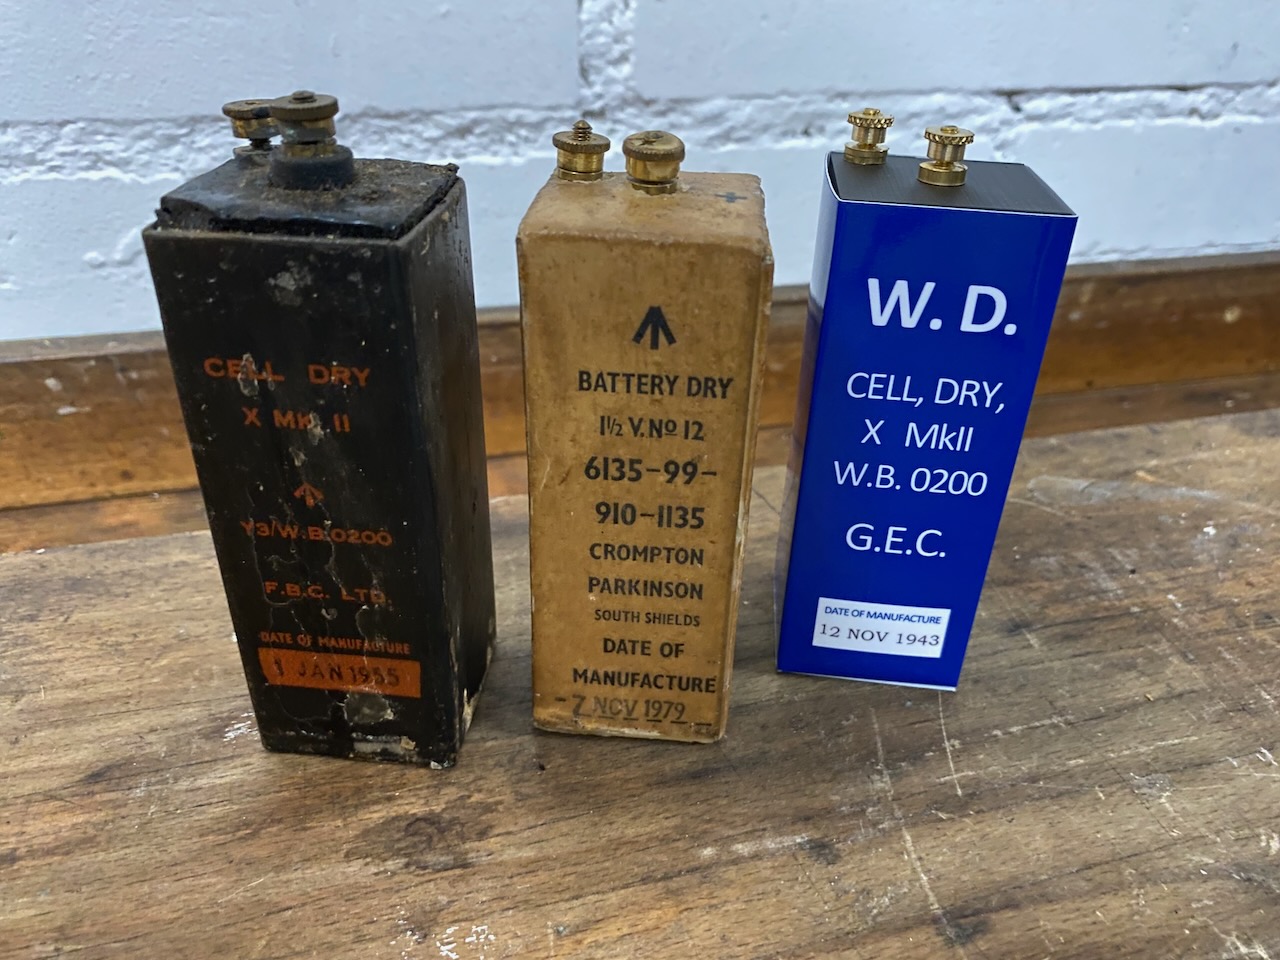 CELL DRY
X MK II
Y3/W.B.0200
F.B.C. LTD.
DATE OF MANUFACTURE
1 JAN 1955
BATTERY DRY
1½ V. Nº 12
6135–99–
910–1135
CROMPTON
PARKINSON
SOUTH SHIELDS
DATE OF
MANUFACTURE
-7 NOV 1979
W. D.
CELL, DRY,
X MkII
W.B. 0200
G.E.C.
DATE OF MANUFACTURE
12 NOV 1943